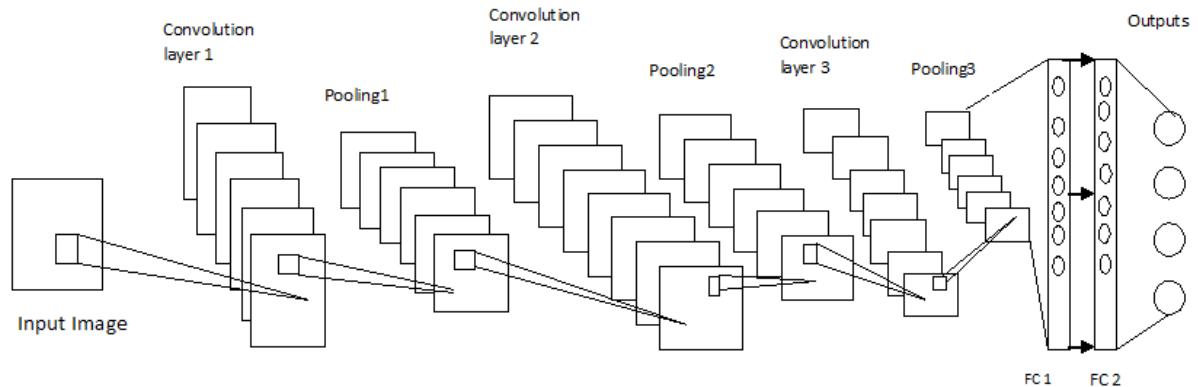 Convolution
layer 1
Pooling1
Convolution
layer 2
Pooling2
Convolution
layer 3
Pooling3
Outputs
Input Image
FC 1
FC 2